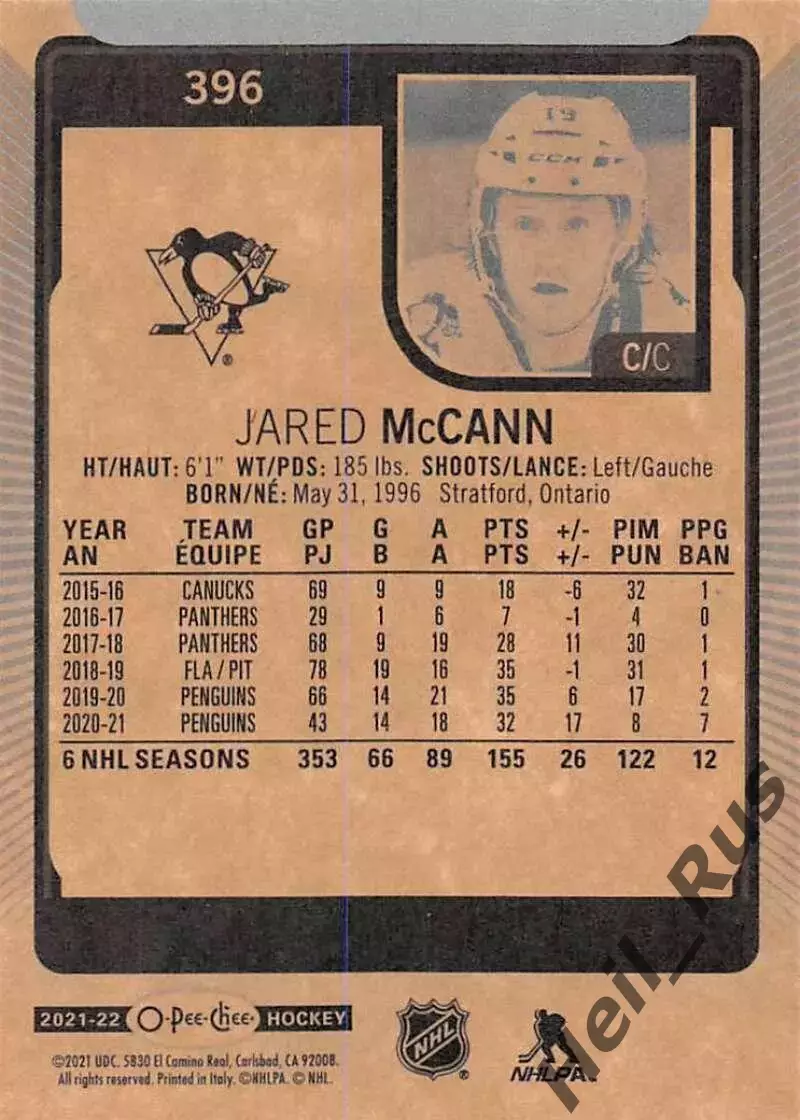 396
19
CCM
C/C
JARED McCANN
HT/HAUT: 6'1" WT/PDS: 185 lbs. SHOOTS/LANCE: Left/Gauche
BORN/NÉ: May 31, 1996 Stratford, Ontario
YEAR TEAM GP G A PTS +/- PIM PPG
AN ÉQUIPE PJ B A PTS +/- PUN BAN
2015-16 CANUCKS 69 9 9 18 -6 32 1
2016-17 PANTHERS 29 1 6 7 -1 4 0
2017-18 PANTHERS 68 9 19 28 11 30 1
2018-19 FLA / PIT 78 19 16 35 -1 31 1
2019-20 PENGUINS 66 14 21 35 6 17 2
2020-21 PENGUINS 43 14 18 32 17 8 7
6 NHL SEASONS 353 66 89 155 26 122 12
Neil_Rus
2021-22 O-Pee-Chee HOCKEY
NHL
®
NHLPA™
©2021 UDC. 5830 El Camino Real, Carlsbad, CA 92008.
All rights reserved. Printed in Italy. ©NHLPA. © NHL.